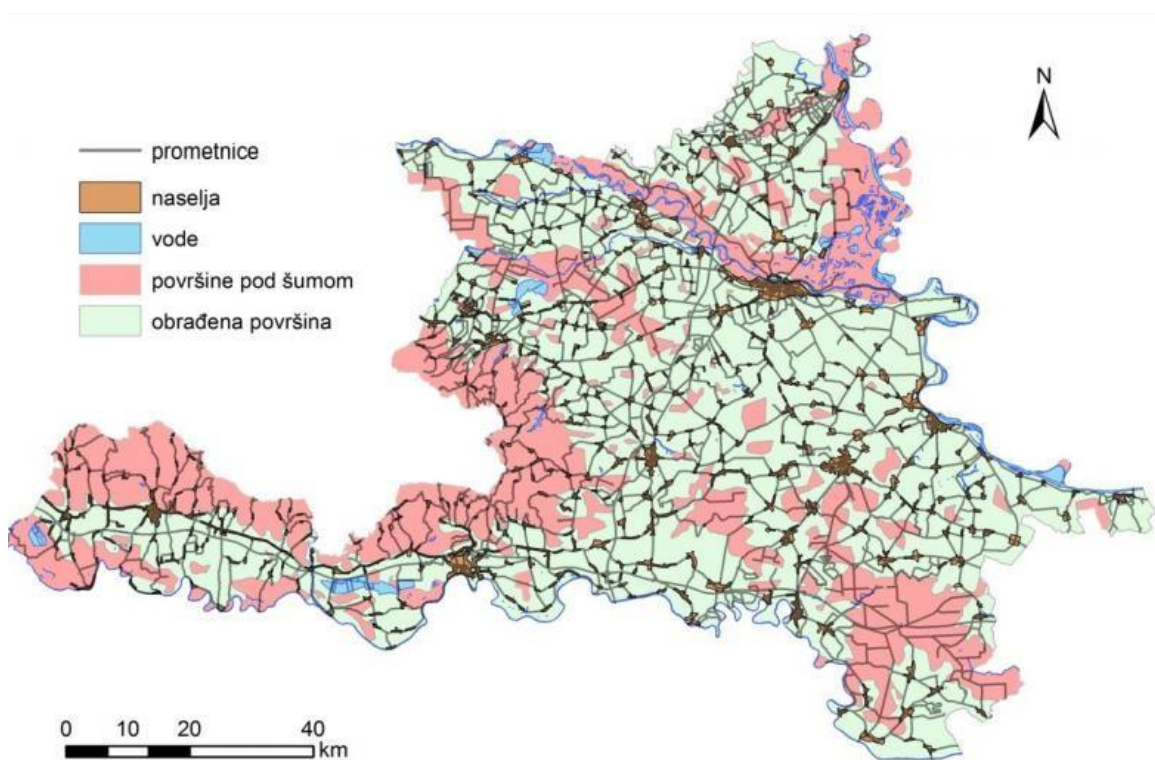 N
prometnice
naselja
vode
površine pod šumom
obrađena površina
0 10 20 40
km